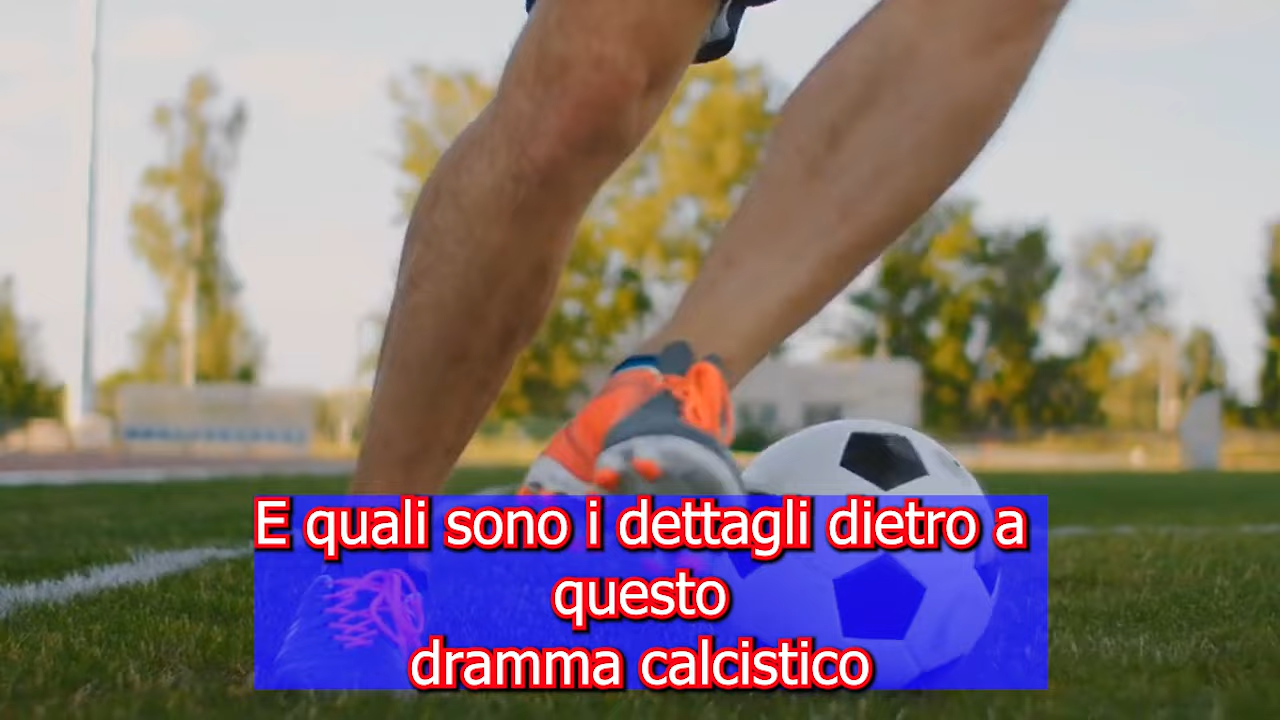 E quali sono i dettagli dietro a
questo
dramma calcistico